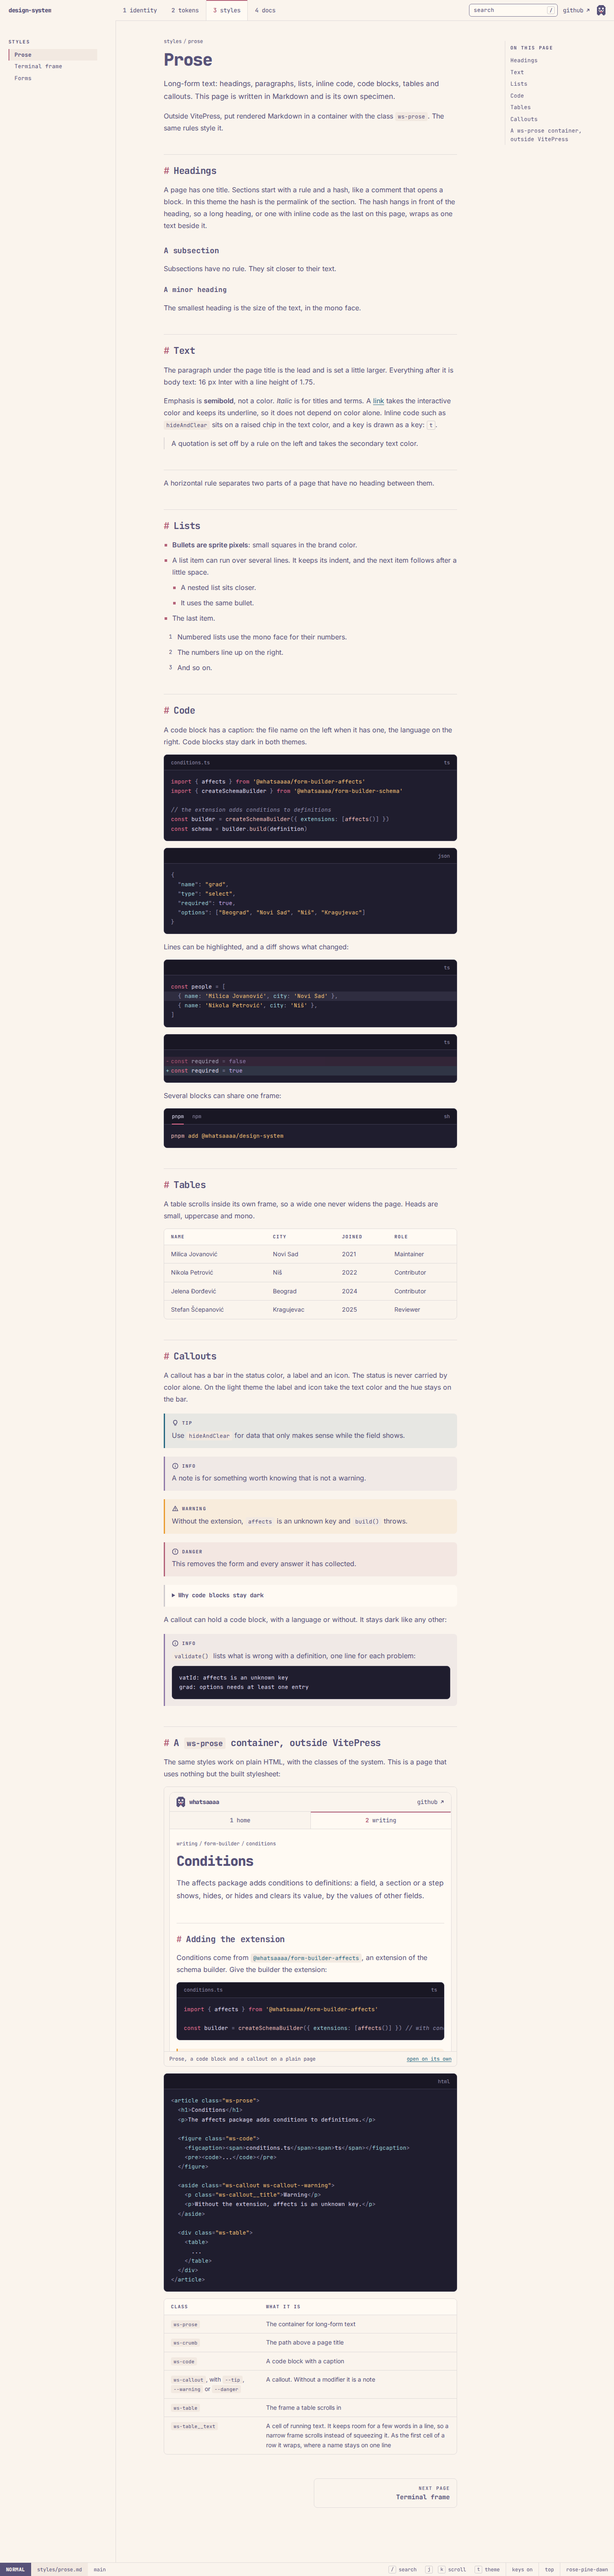 design-system
1 identity
2 tokens
3 styles
4 docs
search /
github ↗
STYLES
Prose
Terminal frame
Forms
styles / prose
Prose
Long-form text: headings, paragraphs, lists, inline code, code blocks, tables and
callouts. This page is written in Markdown and is its own specimen.
Outside VitePress, put rendered Markdown in a container with the class ws-prose. The
same rules style it.
ON THIS PAGE
Headings
Text
Lists
Code
Tables
Callouts
A ws-prose container,
outside VitePress
# Headings
A page has one title. Sections start with a rule and a hash, like a comment that opens a
block. In this theme the hash is the permalink of the section. The hash hangs in front of the
heading, so a long heading, or one with inline code as the last on this page, wraps as one
text beside it.
A subsection
Subsections have no rule. They sit closer to their text.
A minor heading
The smallest heading is the size of the text, in the mono face.
# Text
The paragraph under the page title is the lead and is set a little larger. Everything after it is
body text: 16 px Inter with a line height of 1.75.
Emphasis is semibold, not a color. Italic is for titles and terms. A link takes the interactive
color and keeps its underline, so it does not depend on color alone. Inline code such as
hideAndClear sits on a raised chip in the text color, and a key is drawn as a key: t.
A quotation is set off by a rule on the left and takes the secondary text color.
A horizontal rule separates two parts of a page that have no heading between them.
# Lists
Bullets are sprite pixels: small squares in the brand color.
A list item can run over several lines. It keeps its indent, and the next item follows after a
little space.
A nested list sits closer.
It uses the same bullet.
The last item.
1 Numbered lists use the mono face for their numbers.
2 The numbers line up on the right.
3 And so on.
# Code
A code block has a caption: the file name on the left when it has one, the language on the
right. Code blocks stay dark in both themes.
conditions.ts ts
import { affects } from '@whatsaaaa/form-builder-affects'
import { createSchemaBuilder } from '@whatsaaaa/form-builder-schema'
// the extension adds conditions to definitions
const builder = createSchemaBuilder({ extensions: [affects()] })
const schema = builder.build(definition)
json
{
"name": "grad",
"type": "select",
"required": true,
"options": ["Beograd", "Novi Sad", "Niš", "Kragujevac"]
}
Lines can be highlighted, and a diff shows what changed:
ts
const people = [
{ name: 'Milica Jovanović', city: 'Novi Sad' },
{ name: 'Nikola Petrović', city: 'Niš' },
]
ts
- const required = false
+ const required = true
Several blocks can share one frame:
pnpm npm sh
pnpm add @whatsaaaa/design-system
# Tables
A table scrolls inside its own frame, so a wide one never widens the page. Heads are
small, uppercase and mono.
NAME CITY JOINED ROLE
Milica Jovanović Novi Sad 2021 Maintainer
Nikola Petrović Niš 2022 Contributor
Jelena Đorđević Beograd 2024 Contributor
Stefan Šćepanović Kragujevac 2025 Reviewer
# Callouts
A callout has a bar in the status color, a label and an icon. The status is never carried by
color alone. On the light theme the label and icon take the text color and the hue stays on
the bar.
TIP
Use hideAndClear for data that only makes sense while the field shows.
INFO
A note is for something worth knowing that is not a warning.
WARNING
Without the extension, affects is an unknown key and build() throws.
DANGER
This removes the form and every answer it has collected.
▶ Why code blocks stay dark
A callout can hold a code block, with a language or without. It stays dark like any other:
INFO
validate() lists what is wrong with a definition, one line for each problem:
vatId: affects is an unknown key
grad: options needs at least one entry
# A ws-prose container, outside VitePress
The same styles work on plain HTML, with the classes of the system. This is a page that
uses nothing but the built stylesheet:
whatsaaaa
github ↗
1 home
2 writing
writing / form-builder / conditions
Conditions
The affects package adds conditions to definitions: a field, a section or a step
shows, hides, or hides and clears its value, by the values of other fields.
# Adding the extension
Conditions come from @whatsaaaa/form-builder-affects, an extension of the
schema builder. Give the builder the extension:
conditions.ts ts
import { affects } from '@whatsaaaa/form-builder-affects'
const builder = createSchemaBuilder({ extensions: [affects()] }) // with con
Prose, a code block and a callout on a plain page
open on its own
html
<article class="ws-prose">
<h1>Conditions</h1>
<p>The affects package adds conditions to definitions.</p>
<figure class="ws-code">
<figcaption><span>conditions.ts</span><span>ts</span></figcaption>
<pre><code>...</code></pre>
</figure>
<aside class="ws-callout ws-callout--warning">
<p class="ws-callout__title">Warning</p>
<p>Without the extension, affects is an unknown key.</p>
</aside>
<div class="ws-table">
<table>
...
</table>
</div>
</article>
CLASS WHAT IT IS
ws-prose The container for long-form text
ws-crumb The path above a page title
ws-code A code block with a caption
ws-callout, with --tip, A callout. Without a modifier it is a note
--warning or --danger
ws-table The frame a table scrolls in
ws-table__text A cell of running text. It keeps room for a few words in a line, so a
narrow frame scrolls instead of squeezing it. As the first cell of a
row it wraps, where a name stays on one line
NEXT PAGE
Terminal frame
NORMAL styles/prose.md main
/ search j k scroll t theme keys on top rose-pine-dawn